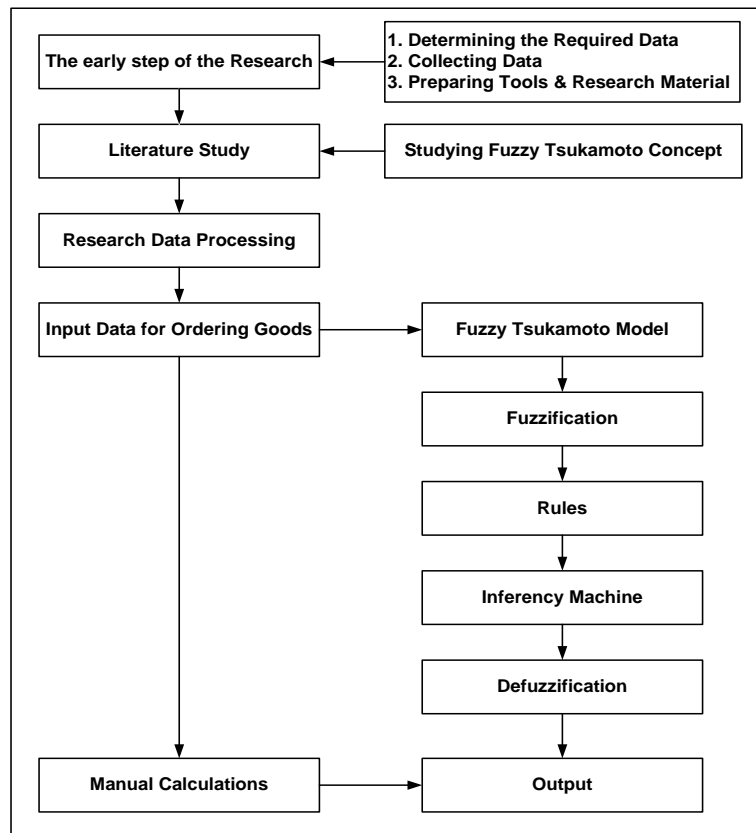 The early step of the Research
1. Determining the Required Data
2. Collecting Data
3. Preparing Tools & Research Material
Literature Study
Studying Fuzzy Tsukamoto Concept
Research Data Processing
Input Data for Ordering Goods
Fuzzy Tsukamoto Model
Fuzzification
Rules
Inferency Machine
Defuzzification
Manual Calculations
Output